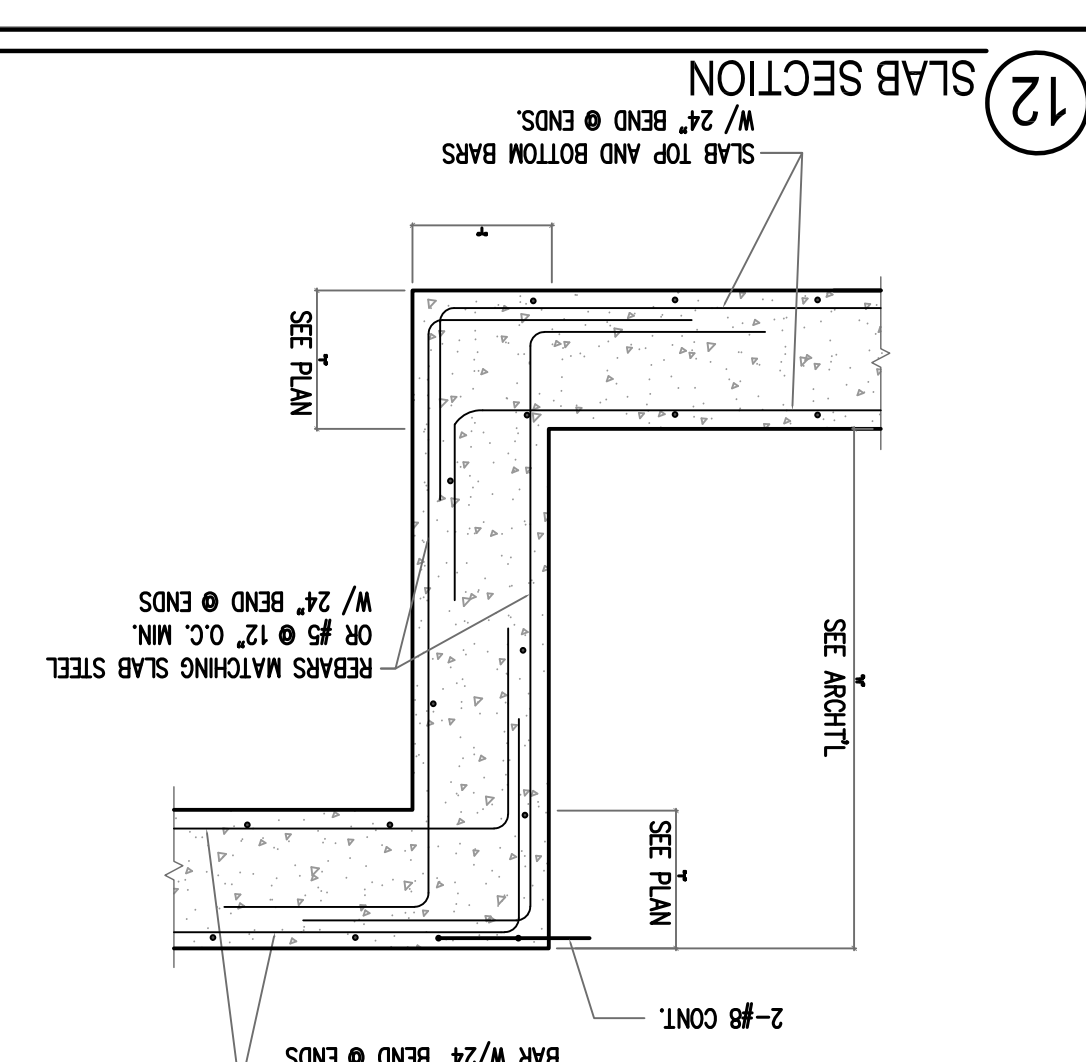 BAR W/24 BEND @ ENDS
2-#8 CONT.
SEE PLAN
SEE ARCHT'L
REBARS MATCHING SLAB STEEL
OR #5 @ 12" O.C. MIN.
W/ 24" BEND @ ENDS
SEE PLAN
SLAB TOP AND BOTTOM BARS
W/ 24" BEND @ ENDS.
12
SLAB SECTION